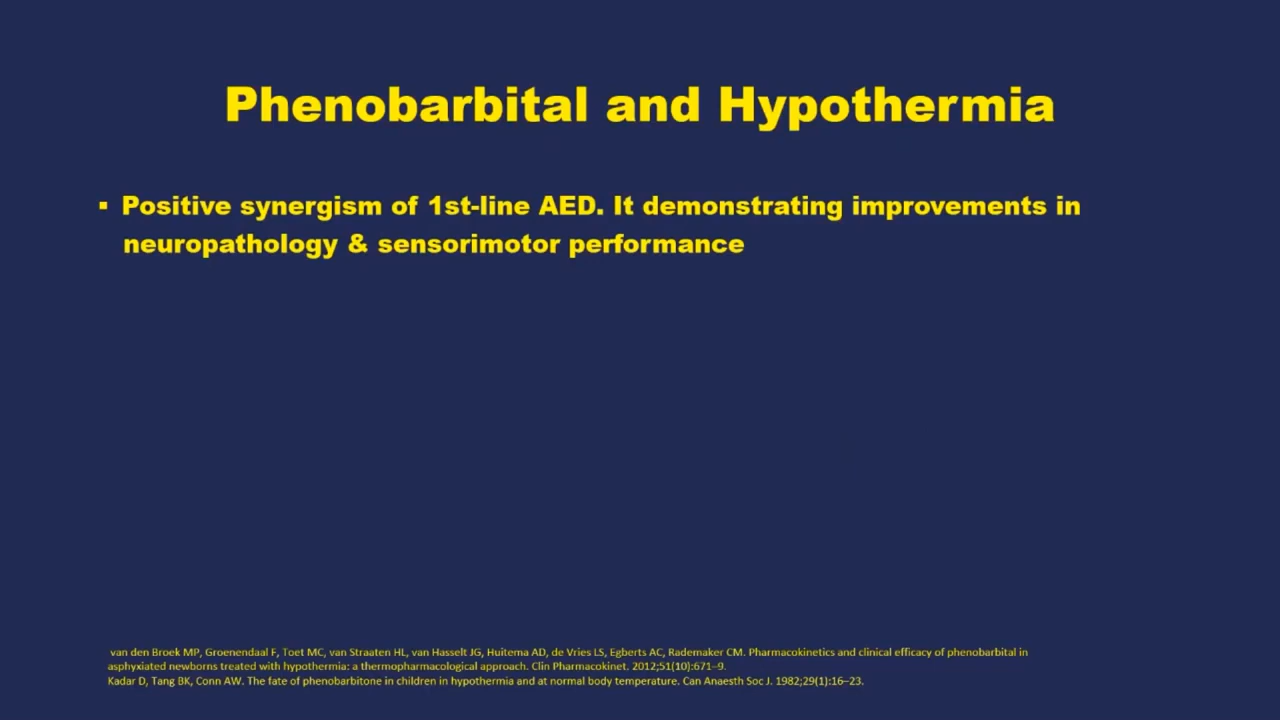 Phenobarbital and Hypothermia
▪ Positive synergism of 1st-line AED. It demonstrating improvements in
neuropathology & sensorimotor performance
van den Broek MP, Groenendaal F, Toet MC, van Straaten HL, van Hasselt JG, Huitema AD, de Vries LS, Egberts AC, Rademaker CM. Pharmacokinetics and clinical efficacy of phenobarbital in
asphyxiated newborns treated with hypothermia: a thermopharmacological approach. Clin Pharmacokinet. 2012;51(10):671–9.
Kadar D, Tang BK, Conn AW. The fate of phenobarbitone in children in hypothermia and at normal body temperature. Can Anaesth Soc J. 1982;29(1):16–23.